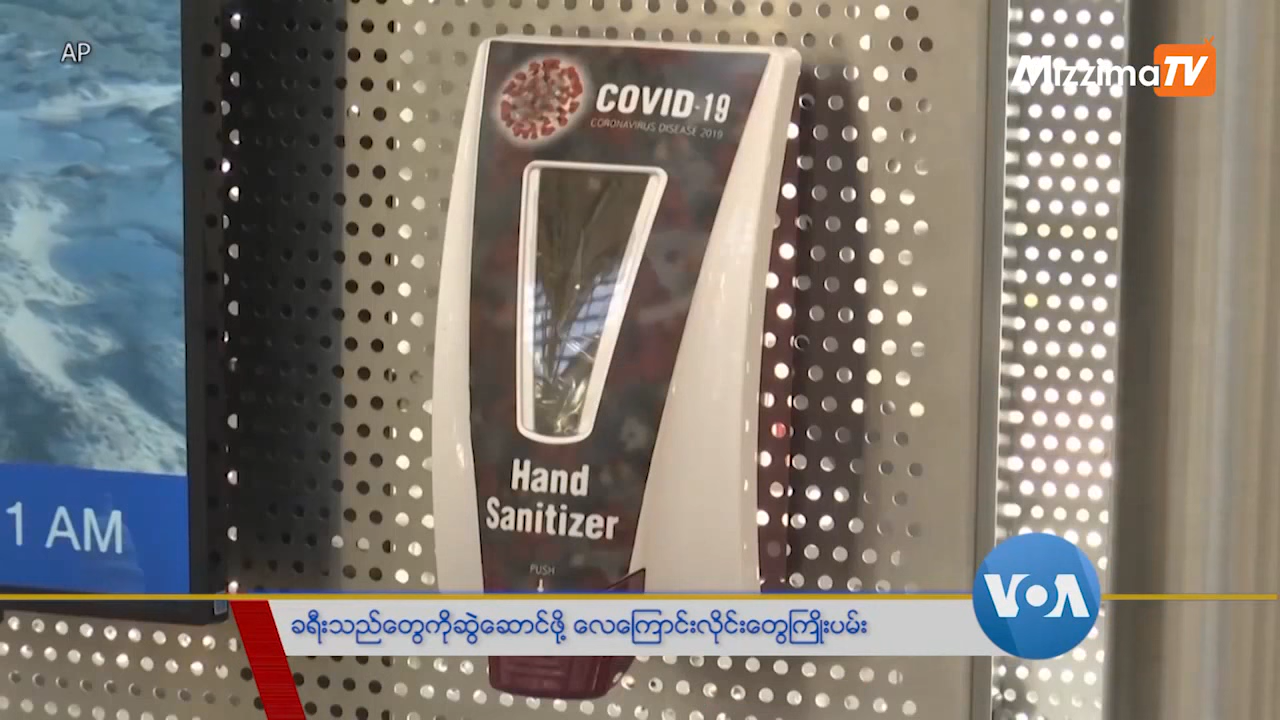 AP
MizzimaTV
COVID-19
CORONAVIRUS DISEASE 2019
Hand
Sanitizer
PUSH
1 AM
VOA
ခရီးသည်တွေကိုဆွဲဆောင်ဖို့ လေကြောင်းလိုင်းတွေကြိုးပမ်း